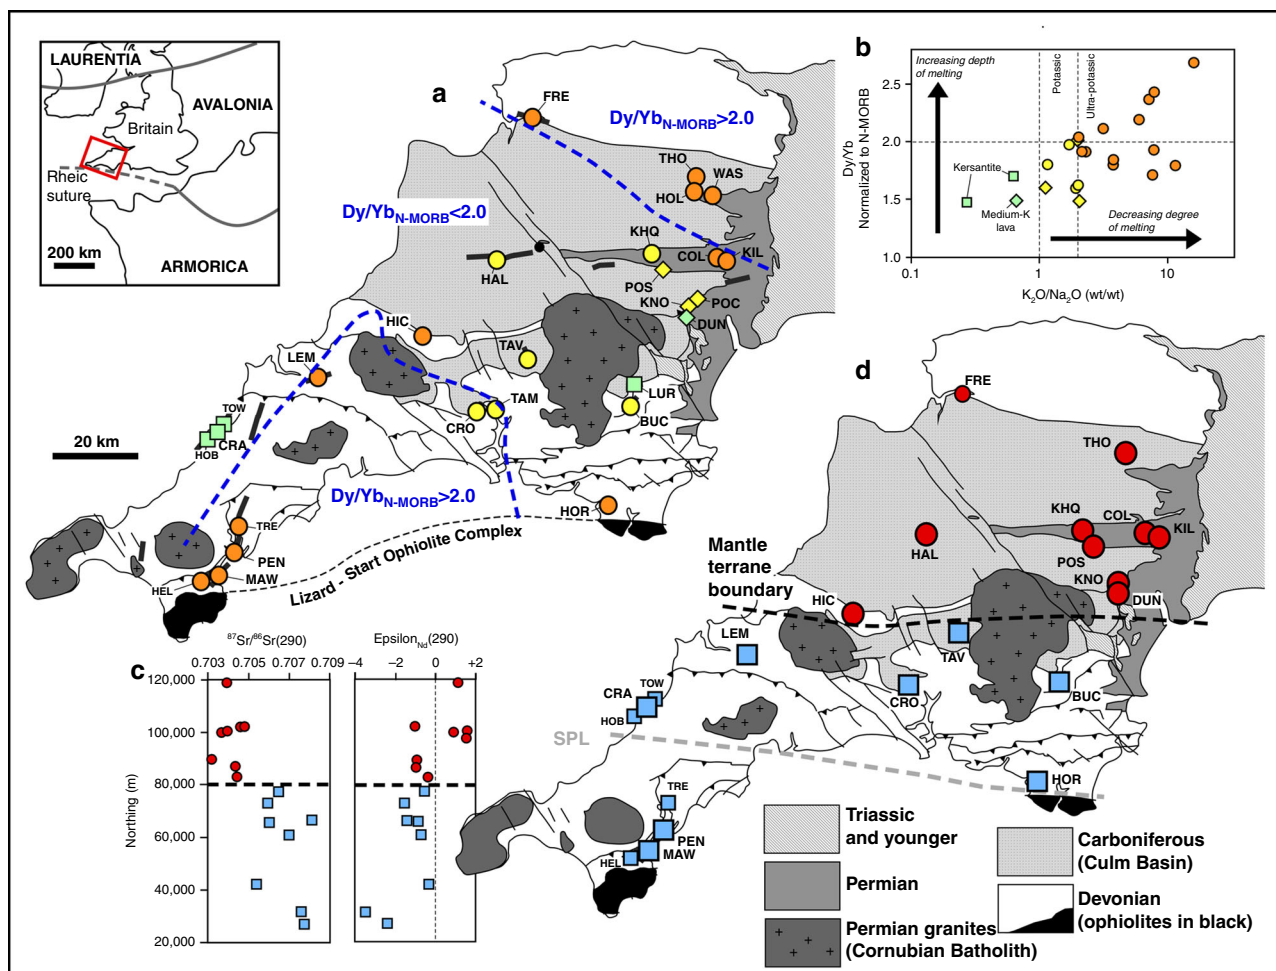 LAURENTIA
AVALONIA
Britain
Rheic
suture
200 km
ARMORICA
a
FRE
Dy/Yb_N-MORB>2.0
THO
WAS
HOL
Dy/Yb_N-MORB<2.0
KHQ
COL
KIL
HAL
POS
KNO
POC
DUN
HIC
TAV
LEM
LUR
TAM
CRO
BUC
TOW
CRA
HOB
20 km
Dy/Yb_N-MORB>2.0
HOR
TRE
PEN
MAW
HEL
Lizard - Start Ophiolite Complex
b
Increasing depth
of melting
Potassic
Ultra-potassic
2.5
2.0
1.5
1.0
Dy/Yb
Normalized to N-MORB
Kersantite
Medium-K
lava
Decreasing degree
of melting
0.1
1
10
K₂O/Na₂O (wt/wt)
c
⁸⁷Sr/⁸⁶Sr(290)
Epsilon_Nd(290)
0.703
0.705
0.707
0.709
−4
−2
0
+2
120,000
100,000
80,000
60,000
40,000
20,000
Northing (m)
d
FRE
THO
KHQ
COL
KIL
HAL
POS
KNO
DUN
Mantle
terrane
boundary
HIC
LEM
TAV
BUC
CRO
TOW
CRA
HOB
SPL
HOR
TRE
PEN
MAW
HEL
Triassic
and younger
Permian
Permian granites
(Cornubian Batholith)
Carboniferous
(Culm Basin)
Devonian
(ophiolites in black)